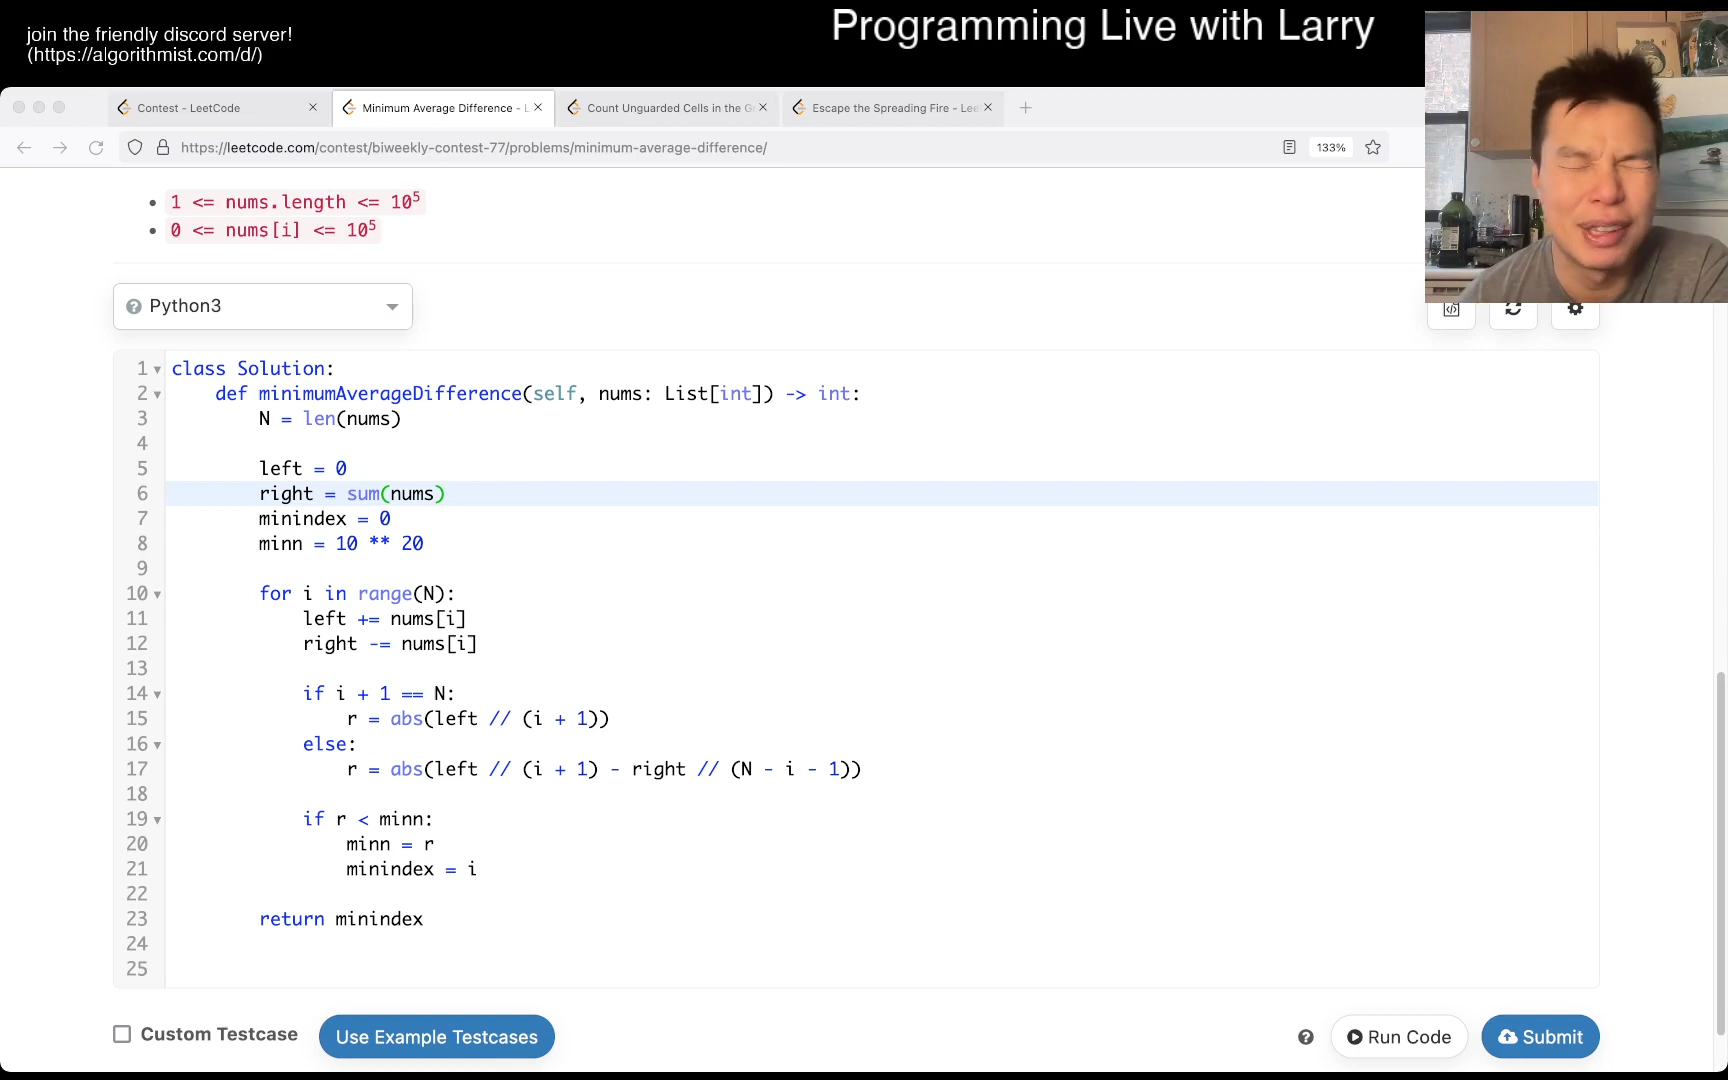 join the friendly discord server!
(https://algorithmist.com/d/)
Programming Live with Larry
Contest - LeetCode
Minimum Average Difference - L
Count Unguarded Cells in the G
Escape the Spreading Fire - Lee
https://leetcode.com/contest/biweekly-contest-77/problems/minimum-average-difference/
133%
1 <= nums.length <= 10⁵
0 <= nums[i] <= 10⁵
Python3
1 class Solution:
2     def minimumAverageDifference(self, nums: List[int]) -> int:
3         N = len(nums)
4
5         left = 0
6         right = sum(nums)
7         minindex = 0
8         minn = 10 ** 20
9
10         for i in range(N):
11             left += nums[i]
12             right -= nums[i]
13
14             if i + 1 == N:
15                 r = abs(left // (i + 1))
16             else:
17                 r = abs(left // (i + 1) - right // (N - i - 1))
18
19             if r < minn:
20                 minn = r
21                 minindex = i
22
23         return minindex
24
25
Custom Testcase
Use Example Testcases
Run Code
Submit